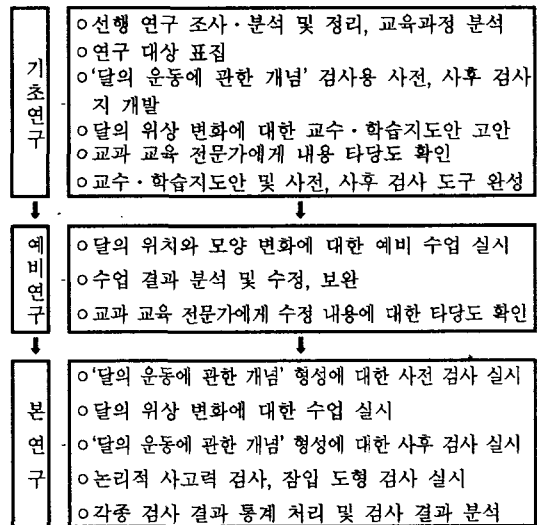 기초연구
○선행 연구 조사·분석 및 정리, 교육과정 분석
○연구 대상 표집
○'달의 운동에 관한 개념' 검사용 사전, 사후 검사
지 개발
○달의 위상 변화에 대한 교수·학습지도안 고안
○교과 교육 전문가에게 내용 타당도 확인
○교수·학습지도안 및 사전, 사후 검사 도구 완성
예비연구
○달의 위치와 모양 변화에 대한 예비 수업 실시
○수업 결과 분석 및 수정, 보완
○교과 교육 전문가에게 수정 내용에 대한 타당도 확인
본연구
○'달의 운동에 관한 개념' 형성에 대한 사전 검사 실시
○달의 위상 변화에 대한 수업 실시
○'달의 운동에 관한 개념' 형성에 대한 사후 검사 실시
○논리적 사고력 검사, 잠입 도형 검사 실시
○각종 검사 결과 통계 처리 및 검사 결과 분석